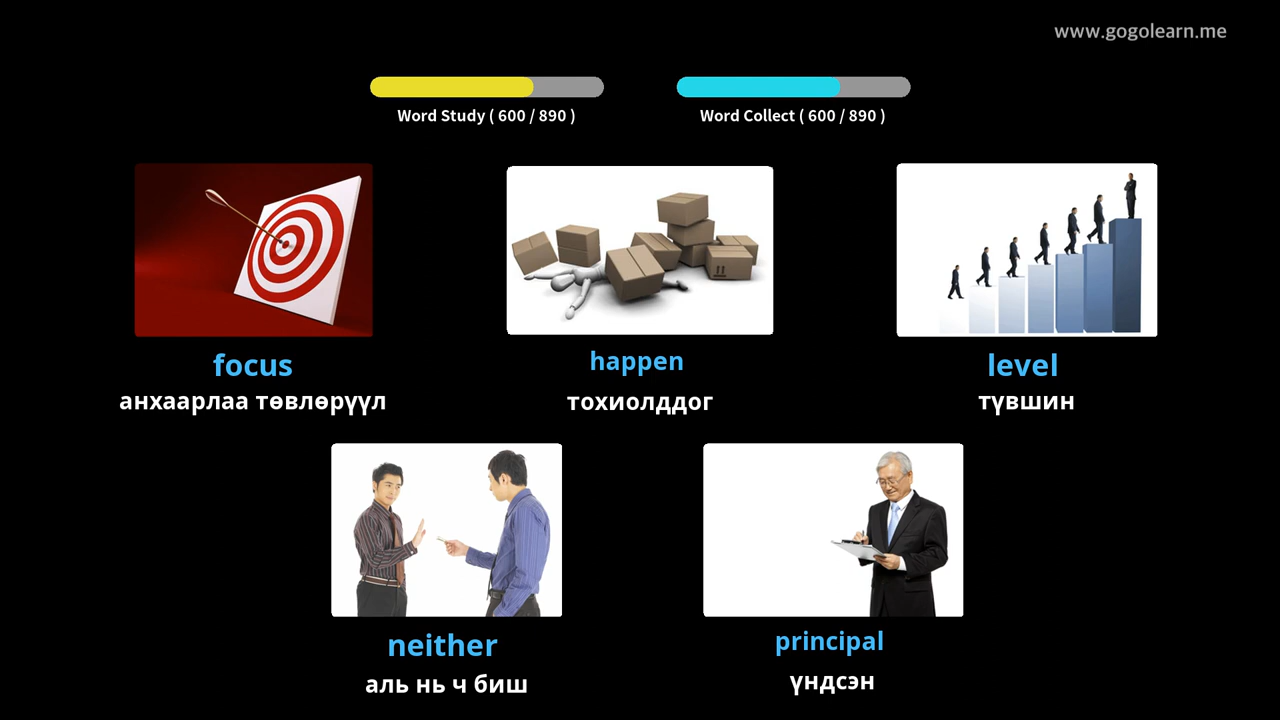 www.gogolearn.me
Word Study ( 600 / 890 )
Word Collect ( 600 / 890 )
focus
анхаарлаа төвлөрүүл
happen
тохиолддог
level
түвшин
neither
аль нь ч биш
principal
үндсэн